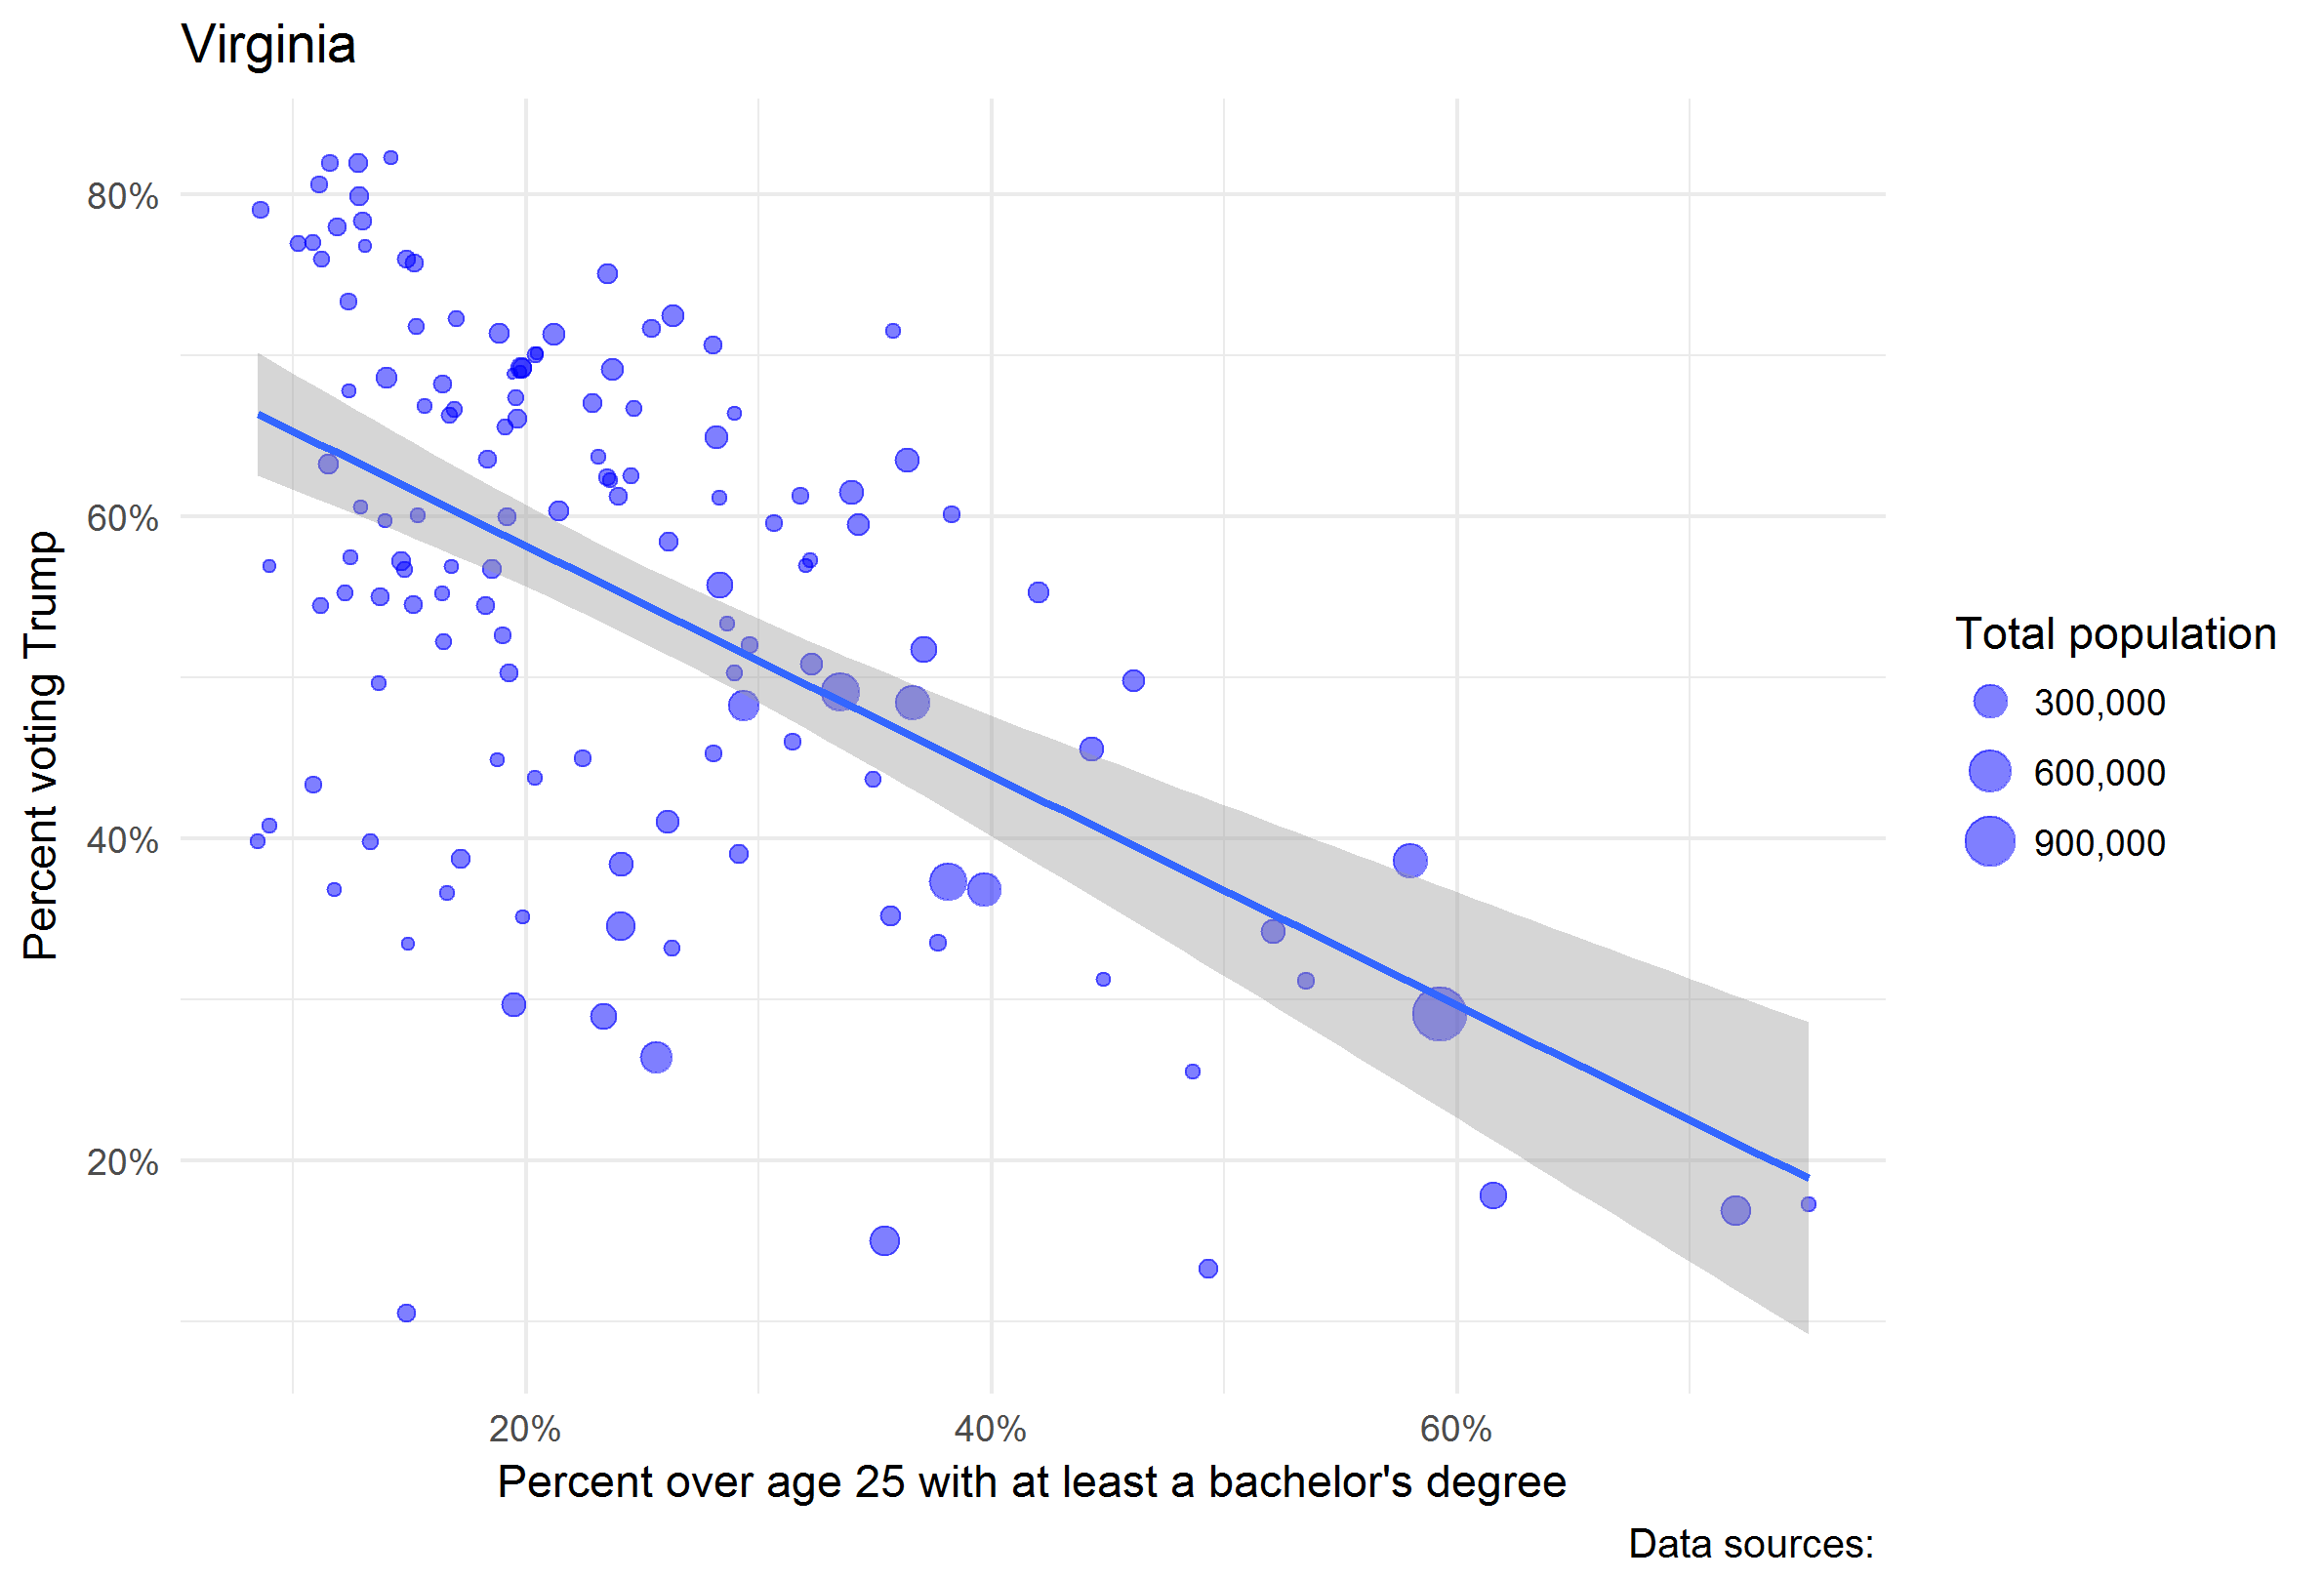 Virginia
80%
60%
40%
20%
Percent voting Trump
20% 40% 60%
Percent over age 25 with at least a bachelor's degree
Total population
300,000
600,000
900,000
Data sources: